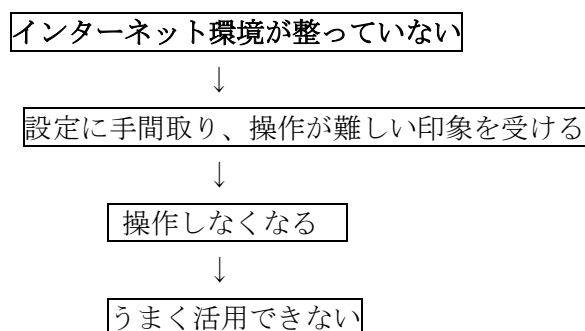 インターネット環境が整っていない
↓
設定に手間取り、操作が難しい印象を受ける
↓
操作しなくなる
↓
うまく活用できない